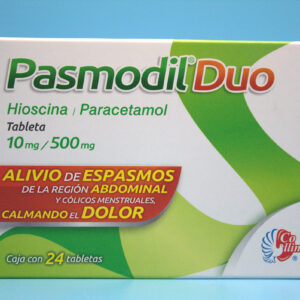 Pasmodil® Duo
Hioscina / Paracetamol
Tableta
10 mg / 500 mg
ALIVIO DE ESPASMOS
DE LA REGIÓN ABDOMINAL
Y CÓLICOS MENSTRUALES,
CALMANDO EL DOLOR
Caja con 24 tabletas
Collins®